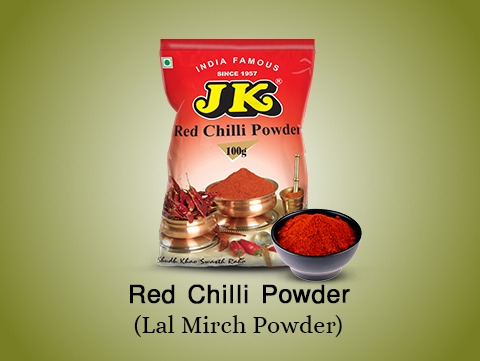 INDIA FAMOUS
SINCE 1957
JK®
Red Chilli Powder
100g
Shudh Khao Swasth Raho
Red Chilli Powder
(Lal Mirch Powder)